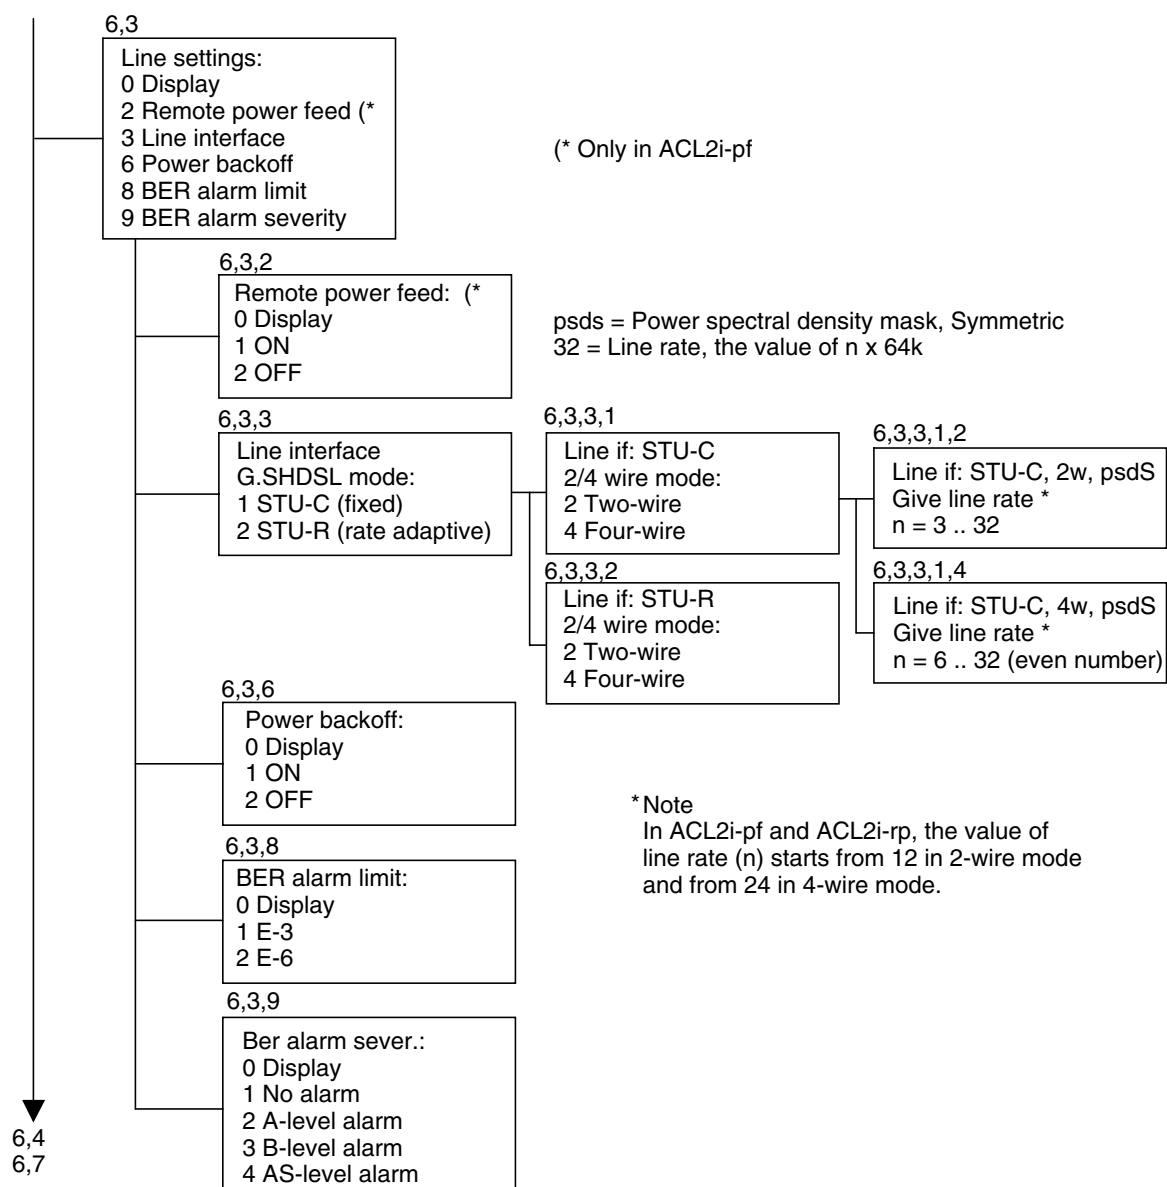 6,3
Line settings:
0 Display
2 Remote power feed (*
3 Line interface
6 Power backoff
8 BER alarm limit
9 BER alarm severity
(* Only in ACL2i-pf
6,3,2
Remote power feed: (*
0 Display
1 ON
2 OFF
psds = Power spectral density mask, Symmetric
32 = Line rate, the value of n x 64k
6,3,3
Line interface
G.SHDSL mode:
1 STU-C (fixed)
2 STU-R (rate adaptive)
6,3,3,1
Line if: STU-C
2/4 wire mode:
2 Two-wire
4 Four-wire
6,3,3,1,2
Line if: STU-C, 2w, psdS
Give line rate *
n = 3 .. 32
6,3,3,2
Line if: STU-R
2/4 wire mode:
2 Two-wire
4 Four-wire
6,3,3,1,4
Line if: STU-C, 4w, psdS
Give line rate *
n = 6 .. 32 (even number)
6,3,6
Power backoff:
0 Display
1 ON
2 OFF
* Note
In ACL2i-pf and ACL2i-rp, the value of
line rate (n) starts from 12 in 2-wire mode
and from 24 in 4-wire mode.
6,3,8
BER alarm limit:
0 Display
1 E-3
2 E-6
6,3,9
Ber alarm sever.:
0 Display
1 No alarm
2 A-level alarm
3 B-level alarm
4 AS-level alarm
6,4
6,7